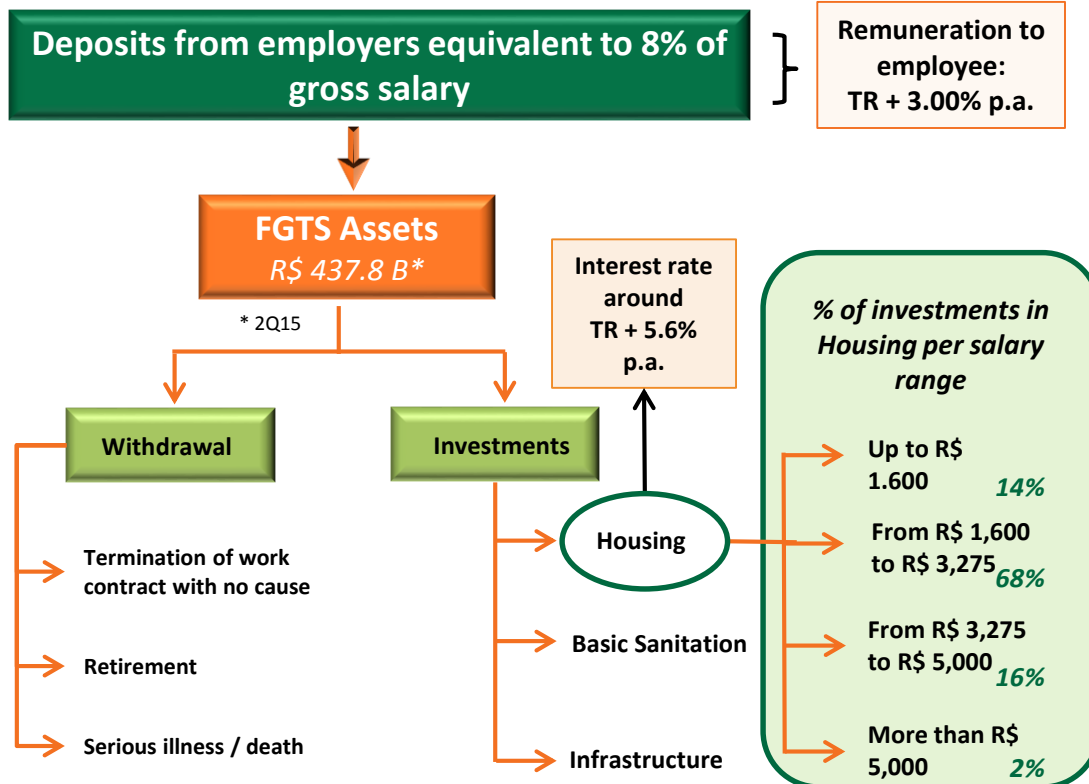 Deposits from employers equivalent to 8% of
gross salary
Remuneration to
employee:
TR + 3.00% p.a.
FGTS Assets
R$ 437.8 B*
* 2Q15
Interest rate
around
TR + 5.6%
p.a.
% of investments in
Housing per salary
range
Withdrawal
Investments
Termination of work
contract with no cause
Retirement
Serious illness / death
Housing
Basic Sanitation
Infrastructure
Up to R$
1.600 14%
From R$ 1,600
to R$ 3,275
68%
From R$ 3,275
to R$ 5,000
16%
More than R$
5,000 2%